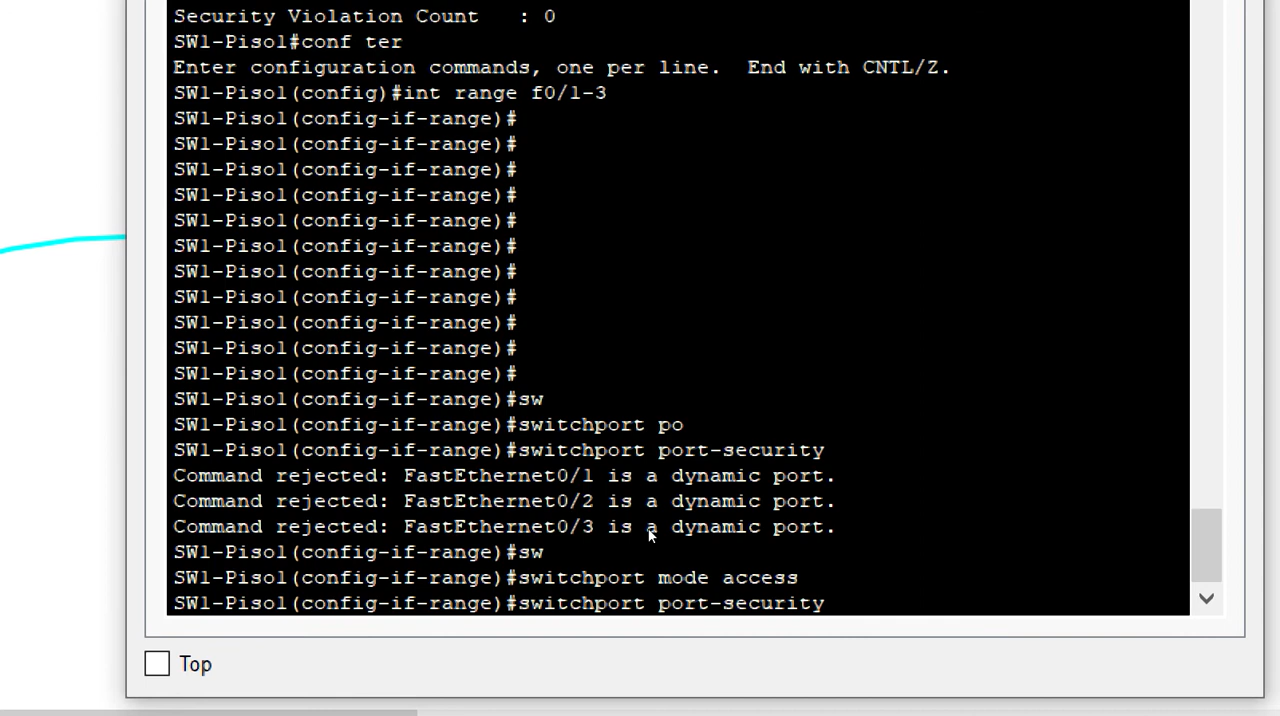 Security Violation Count   : 0
SW1-Pisol#conf ter
Enter configuration commands, one per line.  End with CNTL/Z.
SW1-Pisol(config)#int range f0/1-3
SW1-Pisol(config-if-range)#
SW1-Pisol(config-if-range)#
SW1-Pisol(config-if-range)#
SW1-Pisol(config-if-range)#
SW1-Pisol(config-if-range)#
SW1-Pisol(config-if-range)#
SW1-Pisol(config-if-range)#
SW1-Pisol(config-if-range)#
SW1-Pisol(config-if-range)#
SW1-Pisol(config-if-range)#
SW1-Pisol(config-if-range)#
SW1-Pisol(config-if-range)#sw
SW1-Pisol(config-if-range)#switchport po
SW1-Pisol(config-if-range)#switchport port-security
Command rejected: FastEthernet0/1 is a dynamic port.
Command rejected: FastEthernet0/2 is a dynamic port.
Command rejected: FastEthernet0/3 is a dynamic port.
SW1-Pisol(config-if-range)#sw
SW1-Pisol(config-if-range)#switchport mode access
SW1-Pisol(config-if-range)#switchport port-security
Top